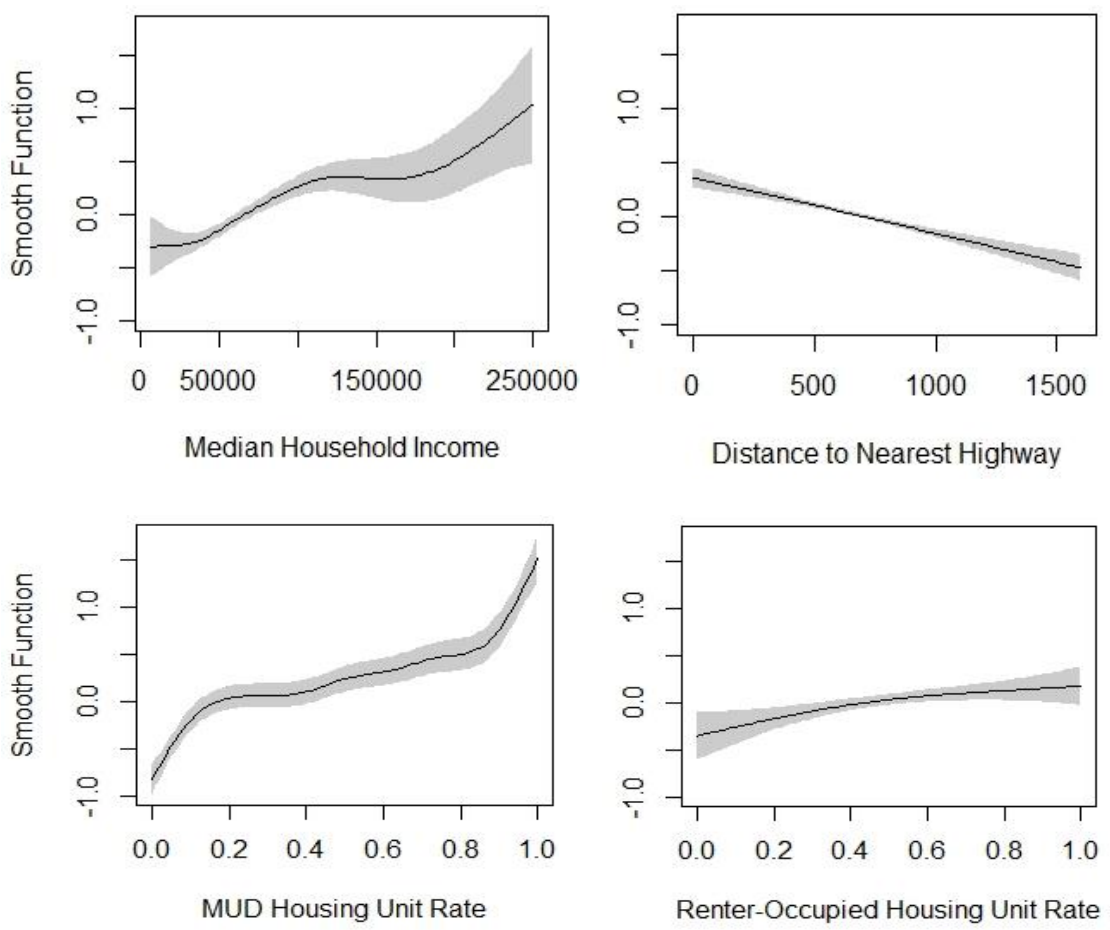 Smooth Function
1.0
0.0
-1.0
0 50000 150000 250000
Median Household Income
1.0
0.0
-1.0
0 500 1000 1500
Distance to Nearest Highway
Smooth Function
1.0
0.0
-1.0
0.0 0.2 0.4 0.6 0.8 1.0
MUD Housing Unit Rate
1.0
0.0
-1.0
0.0 0.2 0.4 0.6 0.8 1.0
Renter-Occupied Housing Unit Rate